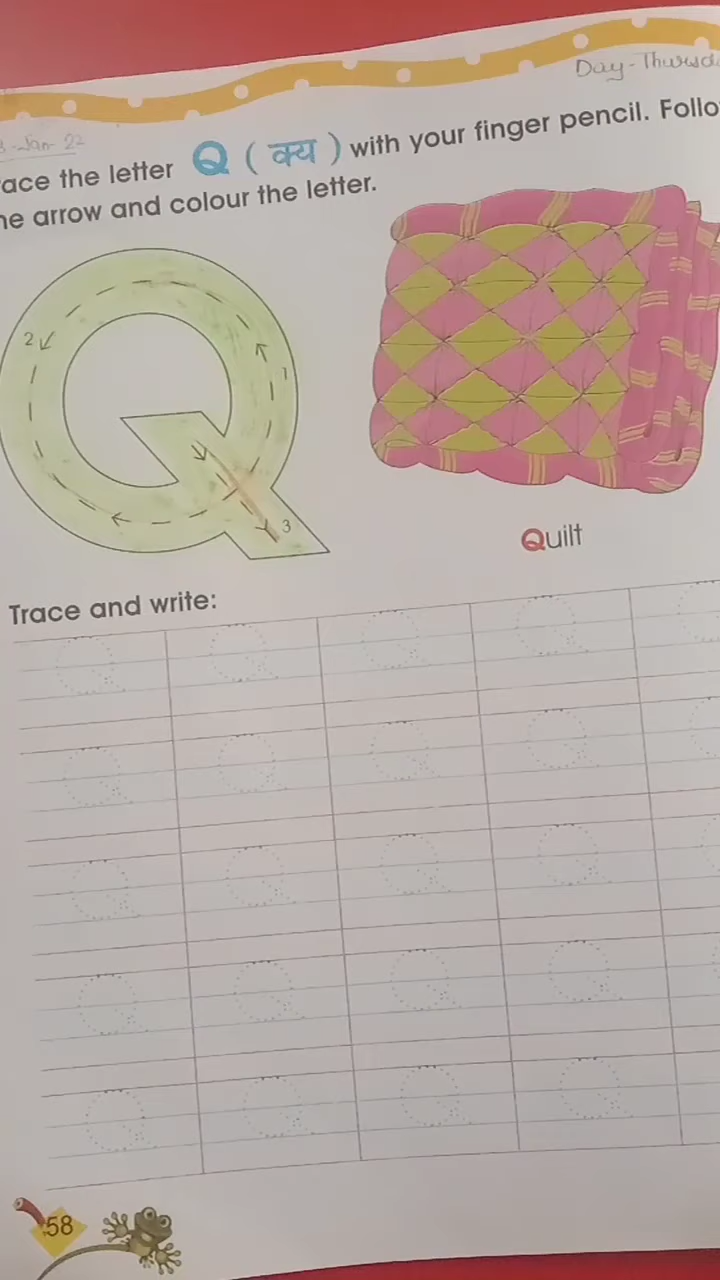 Day - Thursd
-Jan-22
ace the letter Q ( क्य ) with your finger pencil. Follo
he arrow and colour the letter.
2
1
3
Quilt
Trace and write:
Q Q Q Q Q
Q Q Q Q Q
Q Q Q Q Q
Q Q Q Q
Q Q Q Q
58